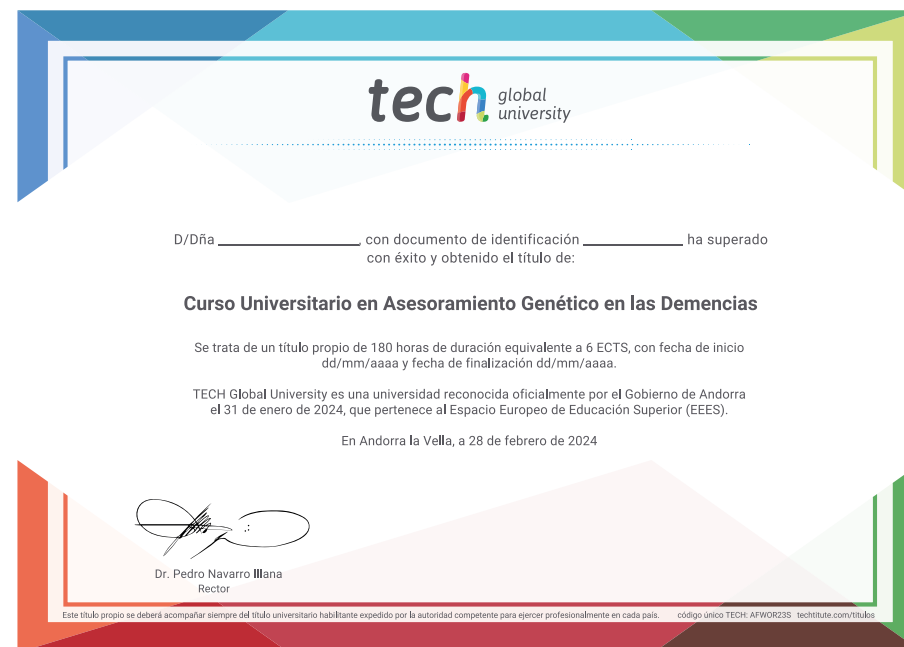 tech global university
D/Dña ____________________, con documento de identificación ______________ ha superado
con éxito y obtenido el título de:
Curso Universitario en Asesoramiento Genético en las Demencias
Se trata de un título propio de 180 horas de duración equivalente a 6 ECTS, con fecha de inicio
dd/mm/aaaa y fecha de finalización dd/mm/aaaa.
TECH Global University es una universidad reconocida oficialmente por el Gobierno de Andorra
el 31 de enero de 2024, que pertenece al Espacio Europeo de Educación Superior (EEES).
En Andorra la Vella, a 28 de febrero de 2024
Dr. Pedro Navarro Illana
Rector
Este título propio se deberá acompañar siempre del título universitario habilitante expedido por la autoridad competente para ejercer profesionalmente en cada país. código único TECH: AFWOR23S techtitute.com/titulos